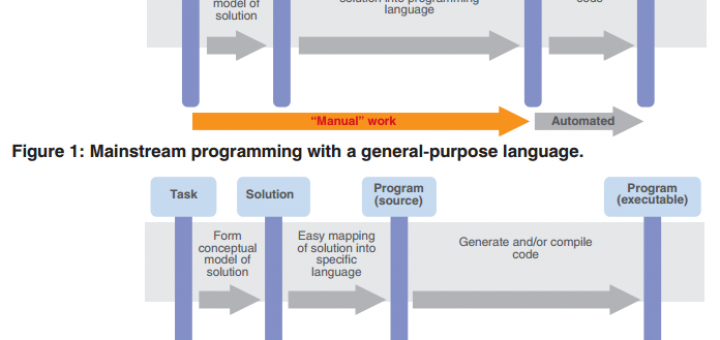 model of
solution
solution into programming
language
code
“Manual” work
Automated
Figure 1: Mainstream programming with a general-purpose language.
Task
Solution
Program
(source)
Program
(executable)
Form
conceptual
model of
solution
Easy mapping
of solution into
specific
language
Generate and/or compile
code